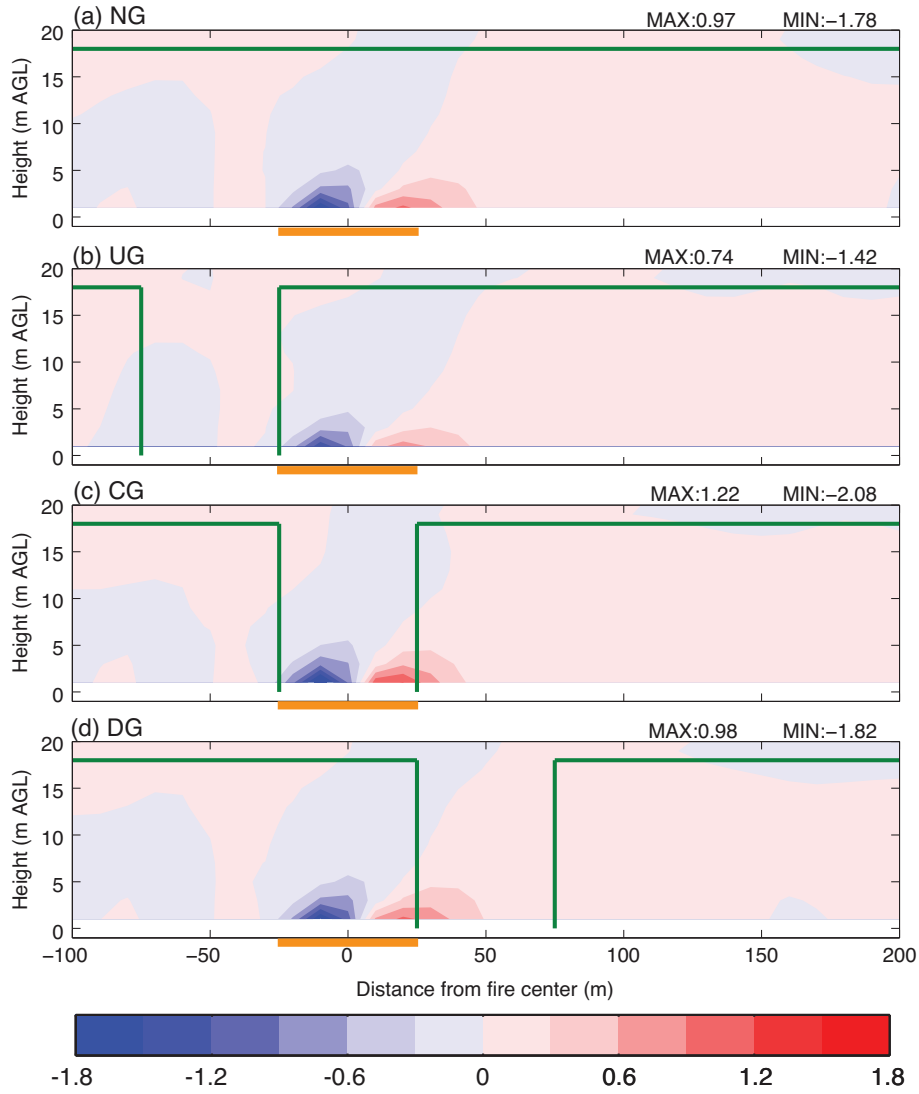 (a) NG MAX:0.97 MIN:−1.78
20
15
10
5
0
Height (m AGL)
(b) UG MAX:0.74 MIN:−1.42
20
15
10
5
0
Height (m AGL)
(c) CG MAX:1.22 MIN:−2.08
20
15
10
5
0
Height (m AGL)
(d) DG MAX:0.98 MIN:−1.82
20
15
10
5
0
Height (m AGL)
−100 −50 0 50 100 150 200
Distance from fire center (m)
-1.8 -1.2 -0.6 0 0.6 1.2 1.8